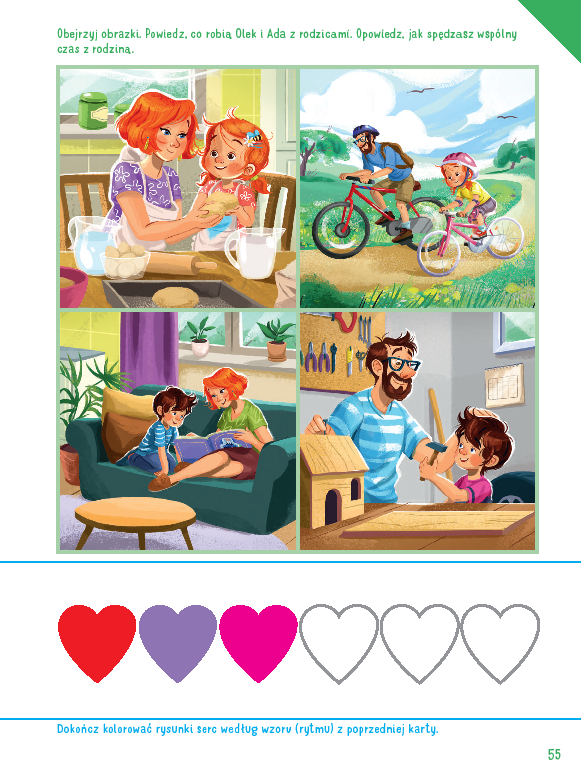 Obejrzyj obrazki. Powiedz, co robią Olek i Ada z rodzicami. Opowiedz, jak spędzasz wspólny
czas z rodziną.
Dokończ kolorować rysunki serc według wzoru (rytmu) z poprzedniej karty.
55